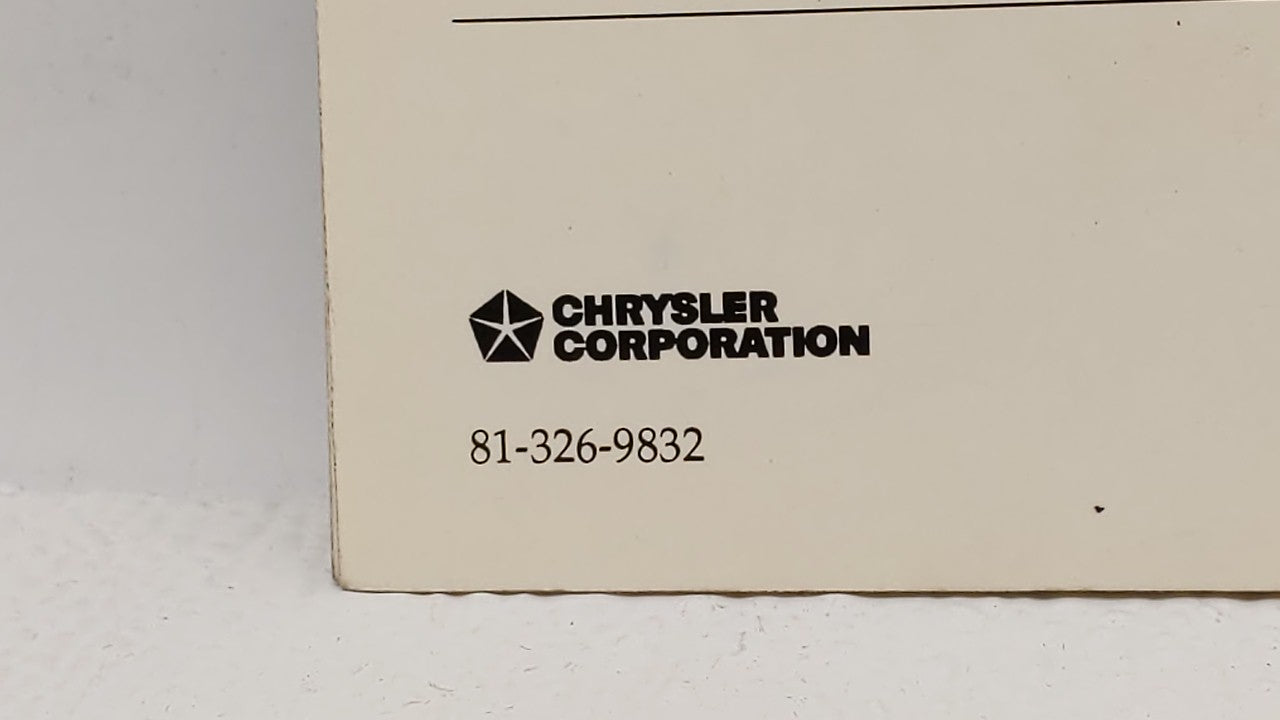 CHRYSLER
CORPORATION
81-326-9832